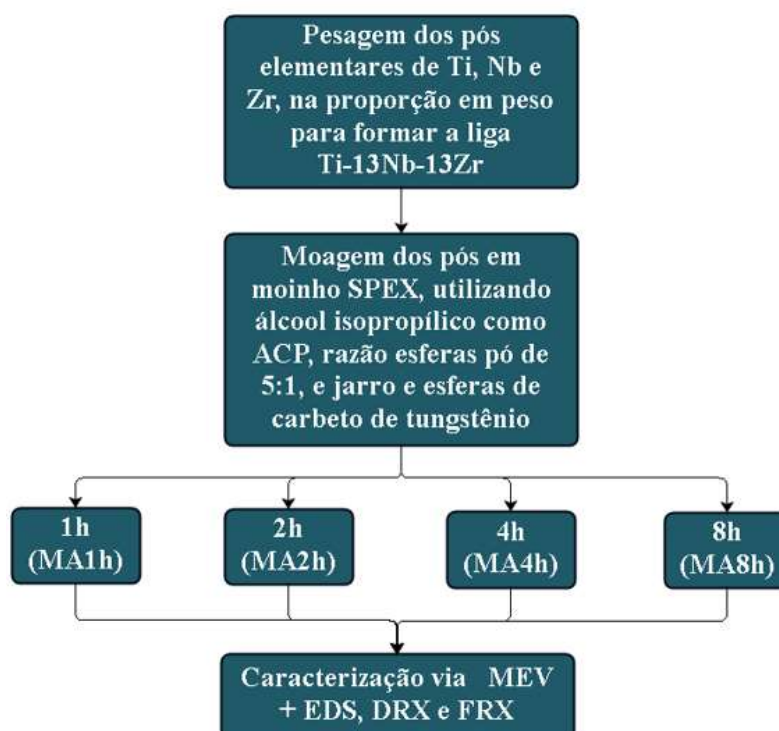 Pesagem dos pós
elementares de Ti, Nb e
Zr, na proporção em peso
para formar a liga
Ti-13Nb-13Zr
Moagem dos pós em
moinho SPEX, utilizando
álcool isopropílico como
ACP, razão esferas pó de
5:1, e jarro e esferas de
carbeto de tungstênio
1h
(MA1h)
2h
(MA2h)
4h
(MA4h)
8h
(MA8h)
Caracterização via MEV
+ EDS, DRX e FRX